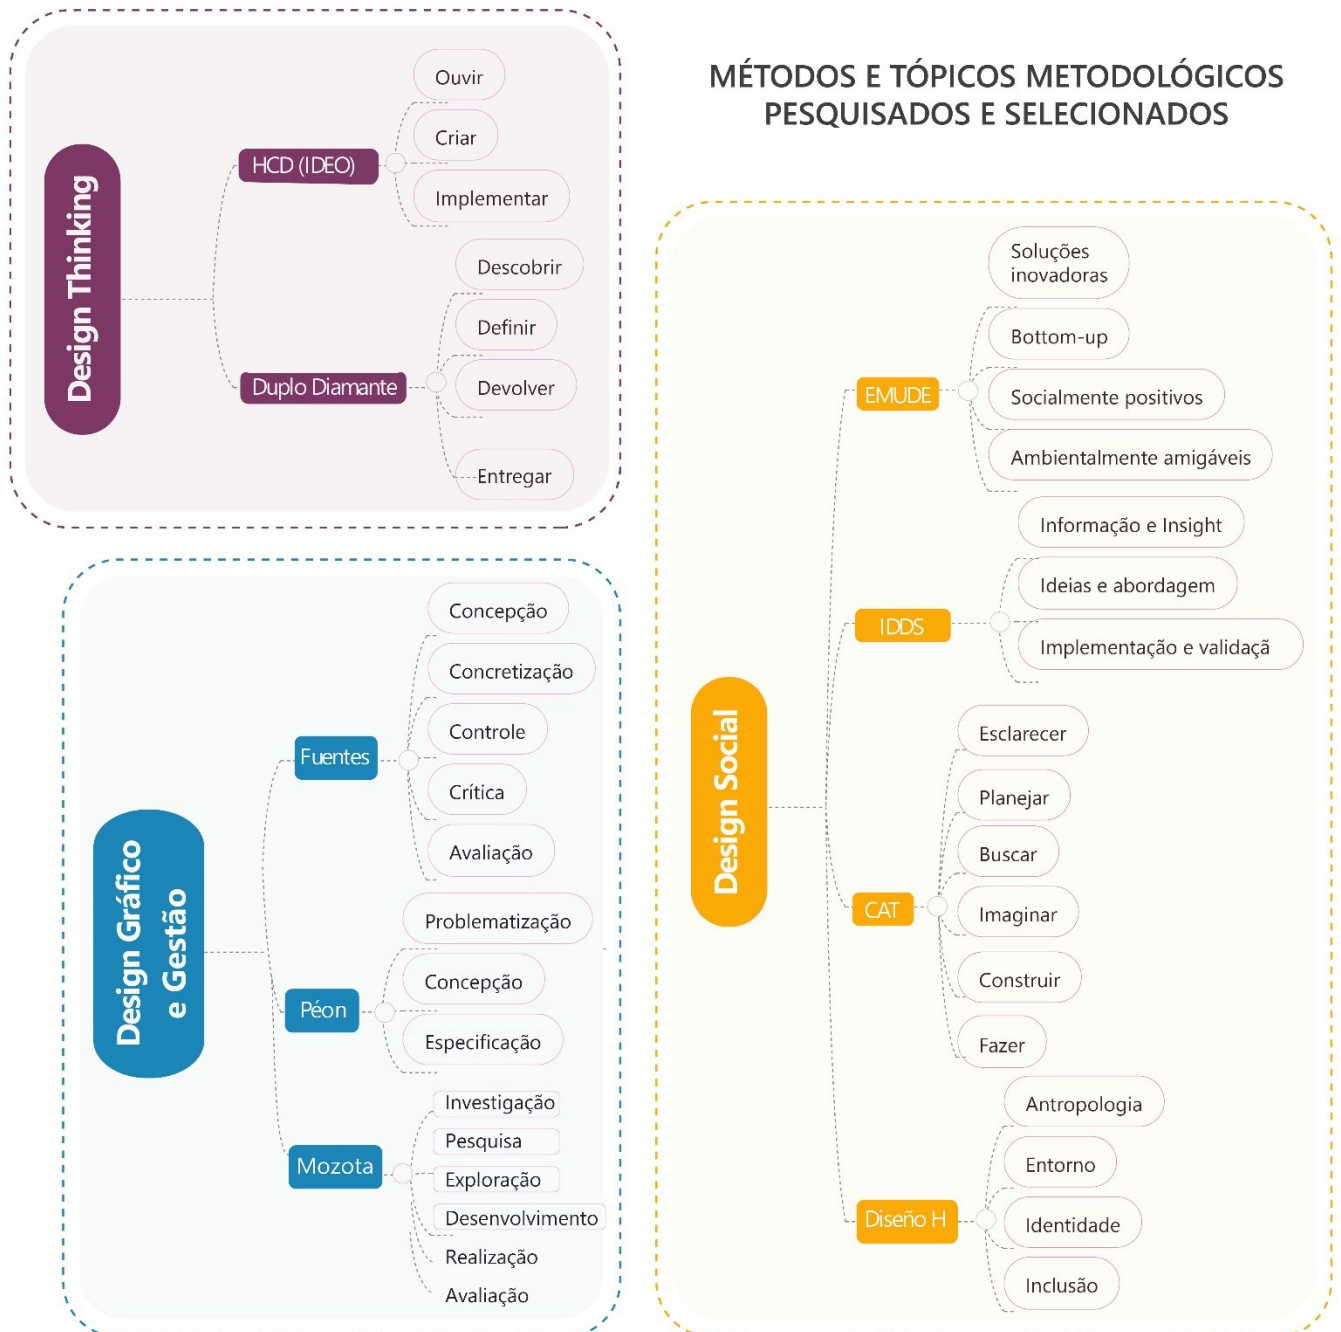 MÉTODOS E TÓPICOS METODOLÓGICOS
PESQUISADOS E SELECIONADOS
Design Thinking
HCD (IDEO)
Ouvir
Criar
Implementar
Duplo Diamante
Descobrir
Definir
Devolver
Entregar
Design Gráfico
e Gestão
Fuentes
Concepção
Concretização
Controle
Crítica
Avaliação
Péon
Problematização
Concepção
Especificação
Mozota
Investigação
Pesquisa
Exploração
Desenvolvimento
Realização
Avaliação
Design Social
EMUDE
Soluções
inovadoras
Bottom-up
Socialmente positivos
Ambientalmente amigáveis
IDDS
Informação e Insight
Ideias e abordagem
Implementação e validaçã
CAT
Esclarecer
Planejar
Buscar
Imaginar
Construir
Fazer
Diseño H
Antropologia
Entorno
Identidade
Inclusão